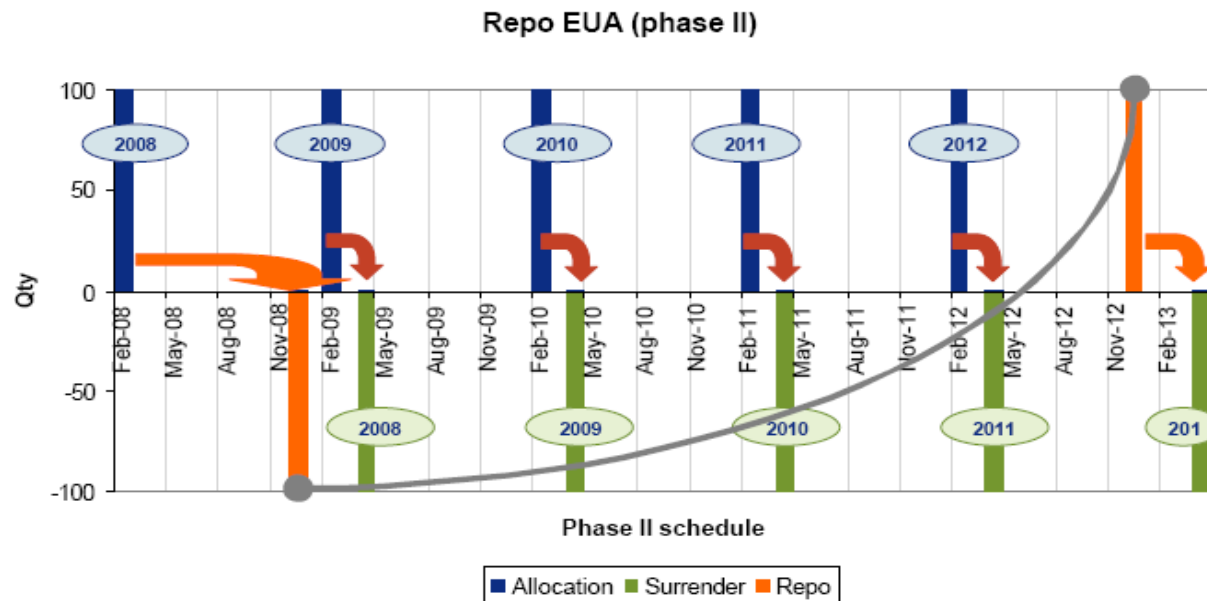 Repo EUA (phase II)
100
50
0
-50
-100
Qty
2008
2009
2010
2011
2012
Feb-08
May-08
Aug-08
Nov-08
Feb-09
May-09
Aug-09
Nov-09
Feb-10
May-10
Aug-10
Nov-10
Feb-11
May-11
Aug-11
Nov-11
Feb-12
May-12
Aug-12
Nov-12
Feb-13
2008
2009
2010
2011
201
Phase II schedule
Allocation Surrender Repo